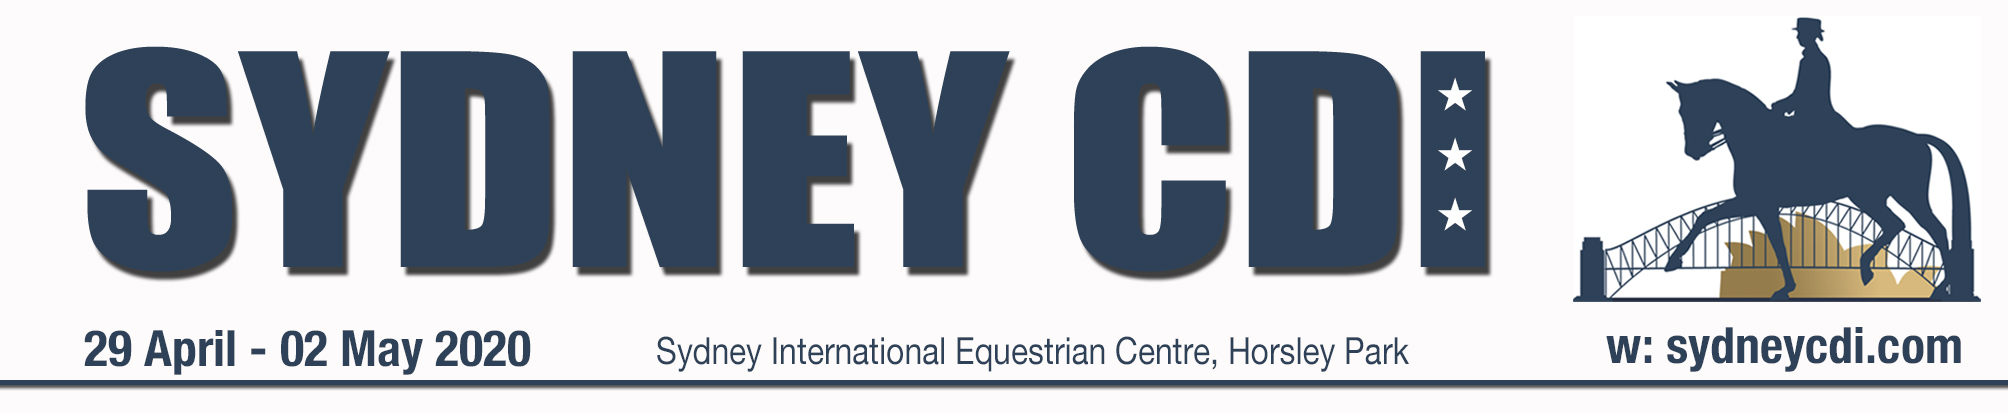 SYDNEY CDI
29 April - 02 May 2020
Sydney International Equestrian Centre, Horsley Park
w: sydneycdi.com